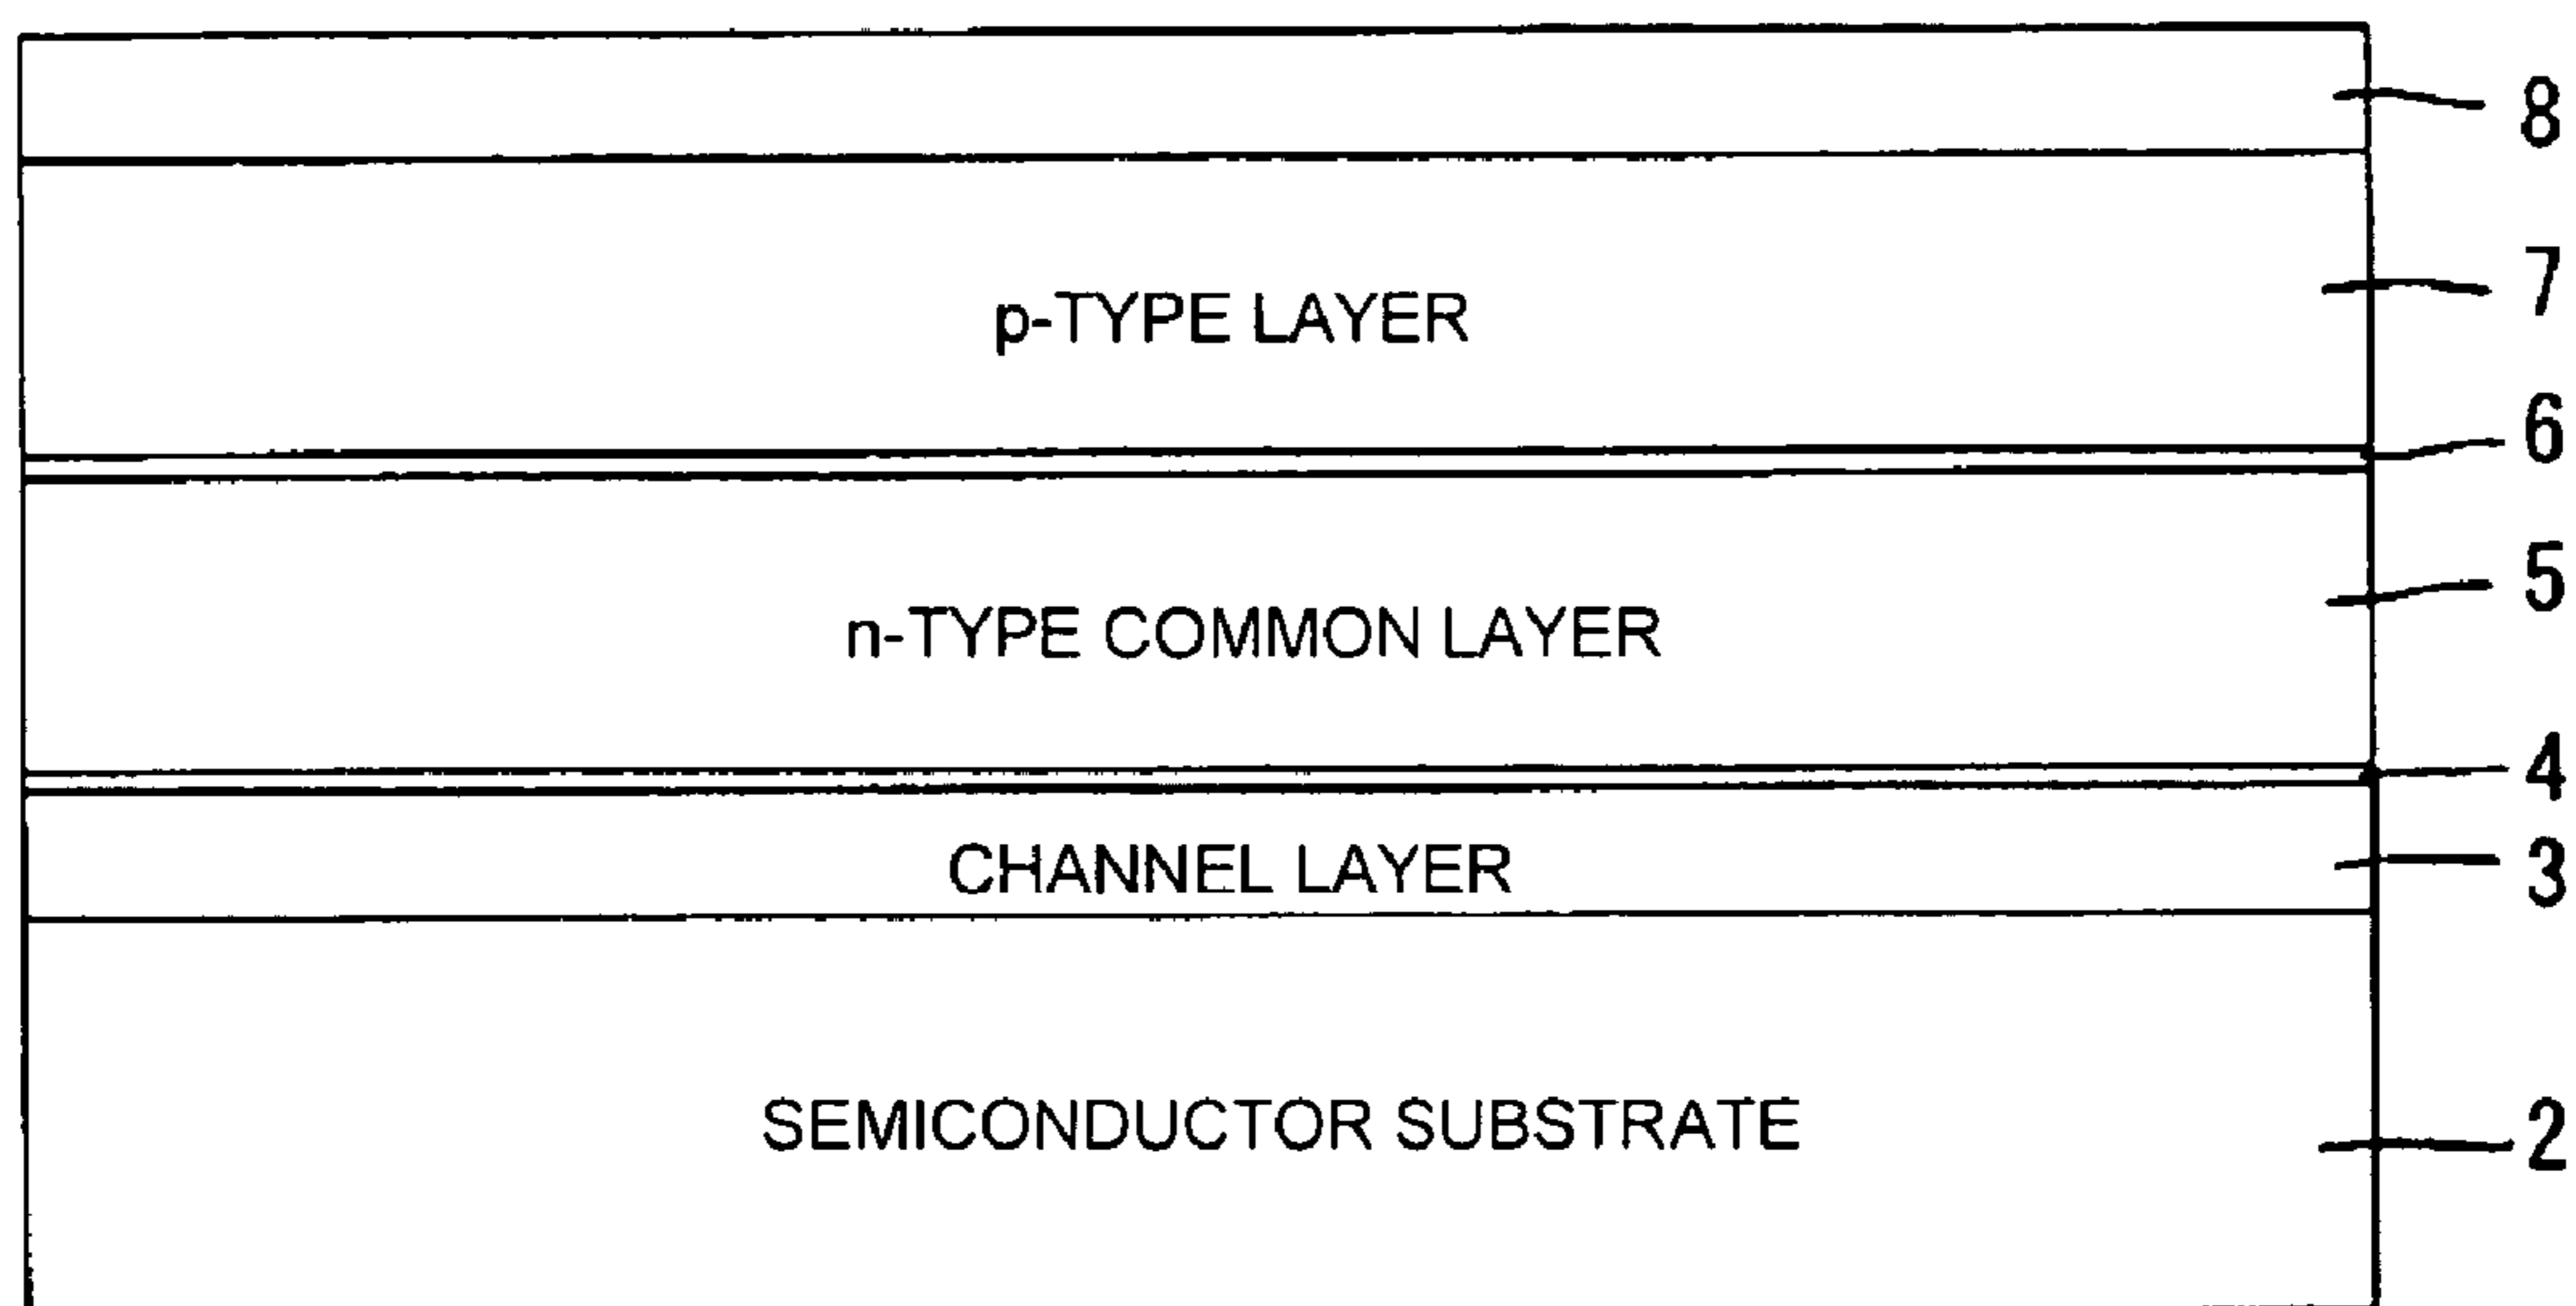 8
p-TYPE LAYER 7
6
n-TYPE COMMON LAYER 5
4
CHANNEL LAYER 3
SEMICONDUCTOR SUBSTRATE 2